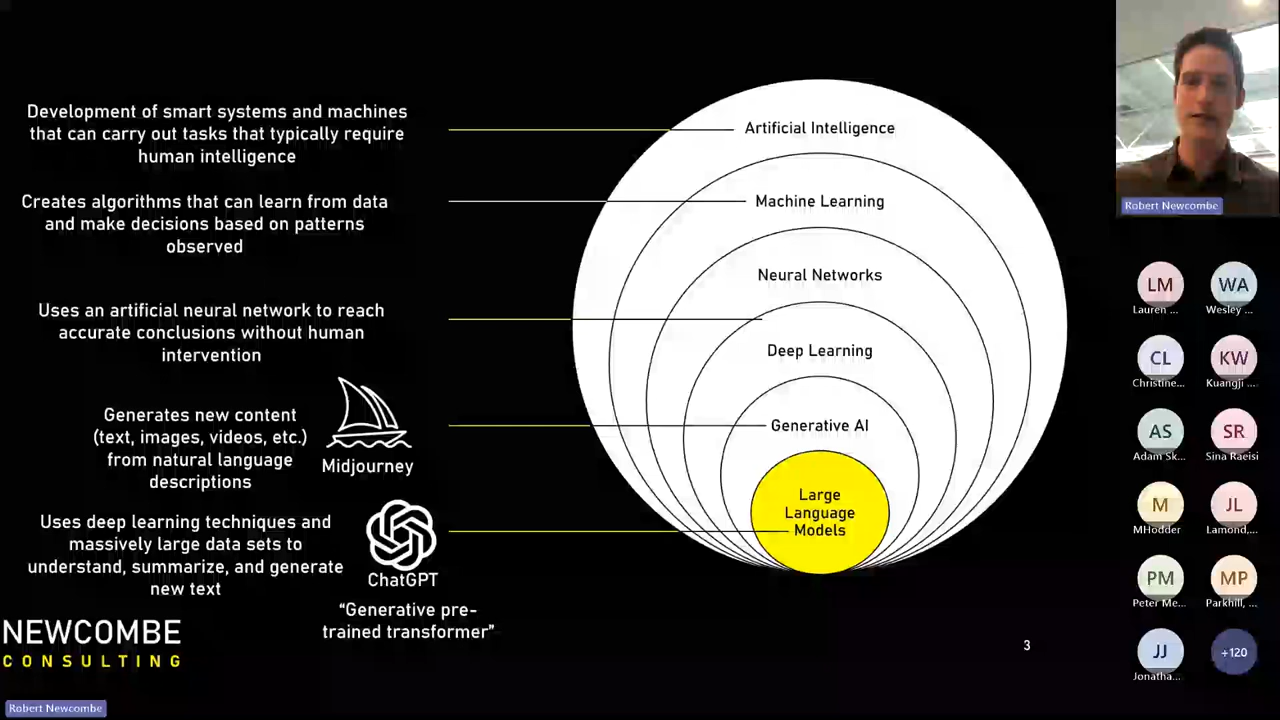 Development of smart systems and machines
that can carry out tasks that typically require
human intelligence
Creates algorithms that can learn from data
and make decisions based on patterns
observed
Uses an artificial neural network to reach
accurate conclusions without human
intervention
Generates new content
(text, images, videos, etc.)
from natural language
descriptions
Midjourney
Uses deep learning techniques and
massively large data sets to
understand, summarize, and generate
new text
ChatGPT
“Generative pre-
trained transformer”
Artificial Intelligence
Machine Learning
Neural Networks
Deep Learning
Generative AI
Large
Language
Models
NEWCOMBE
CONSULTING
3
Robert Newcombe
Robert Newcombe
LM
Lauren ...
WA
Wesley ...
CL
Christine...
KW
Kuangji ...
AS
Adam Sk...
SR
Sina Raeisi
M
MHodder
JL
Lamond,...
PM
Peter Me...
MP
Parkhill, ...
JJ
Jonatha...
+120